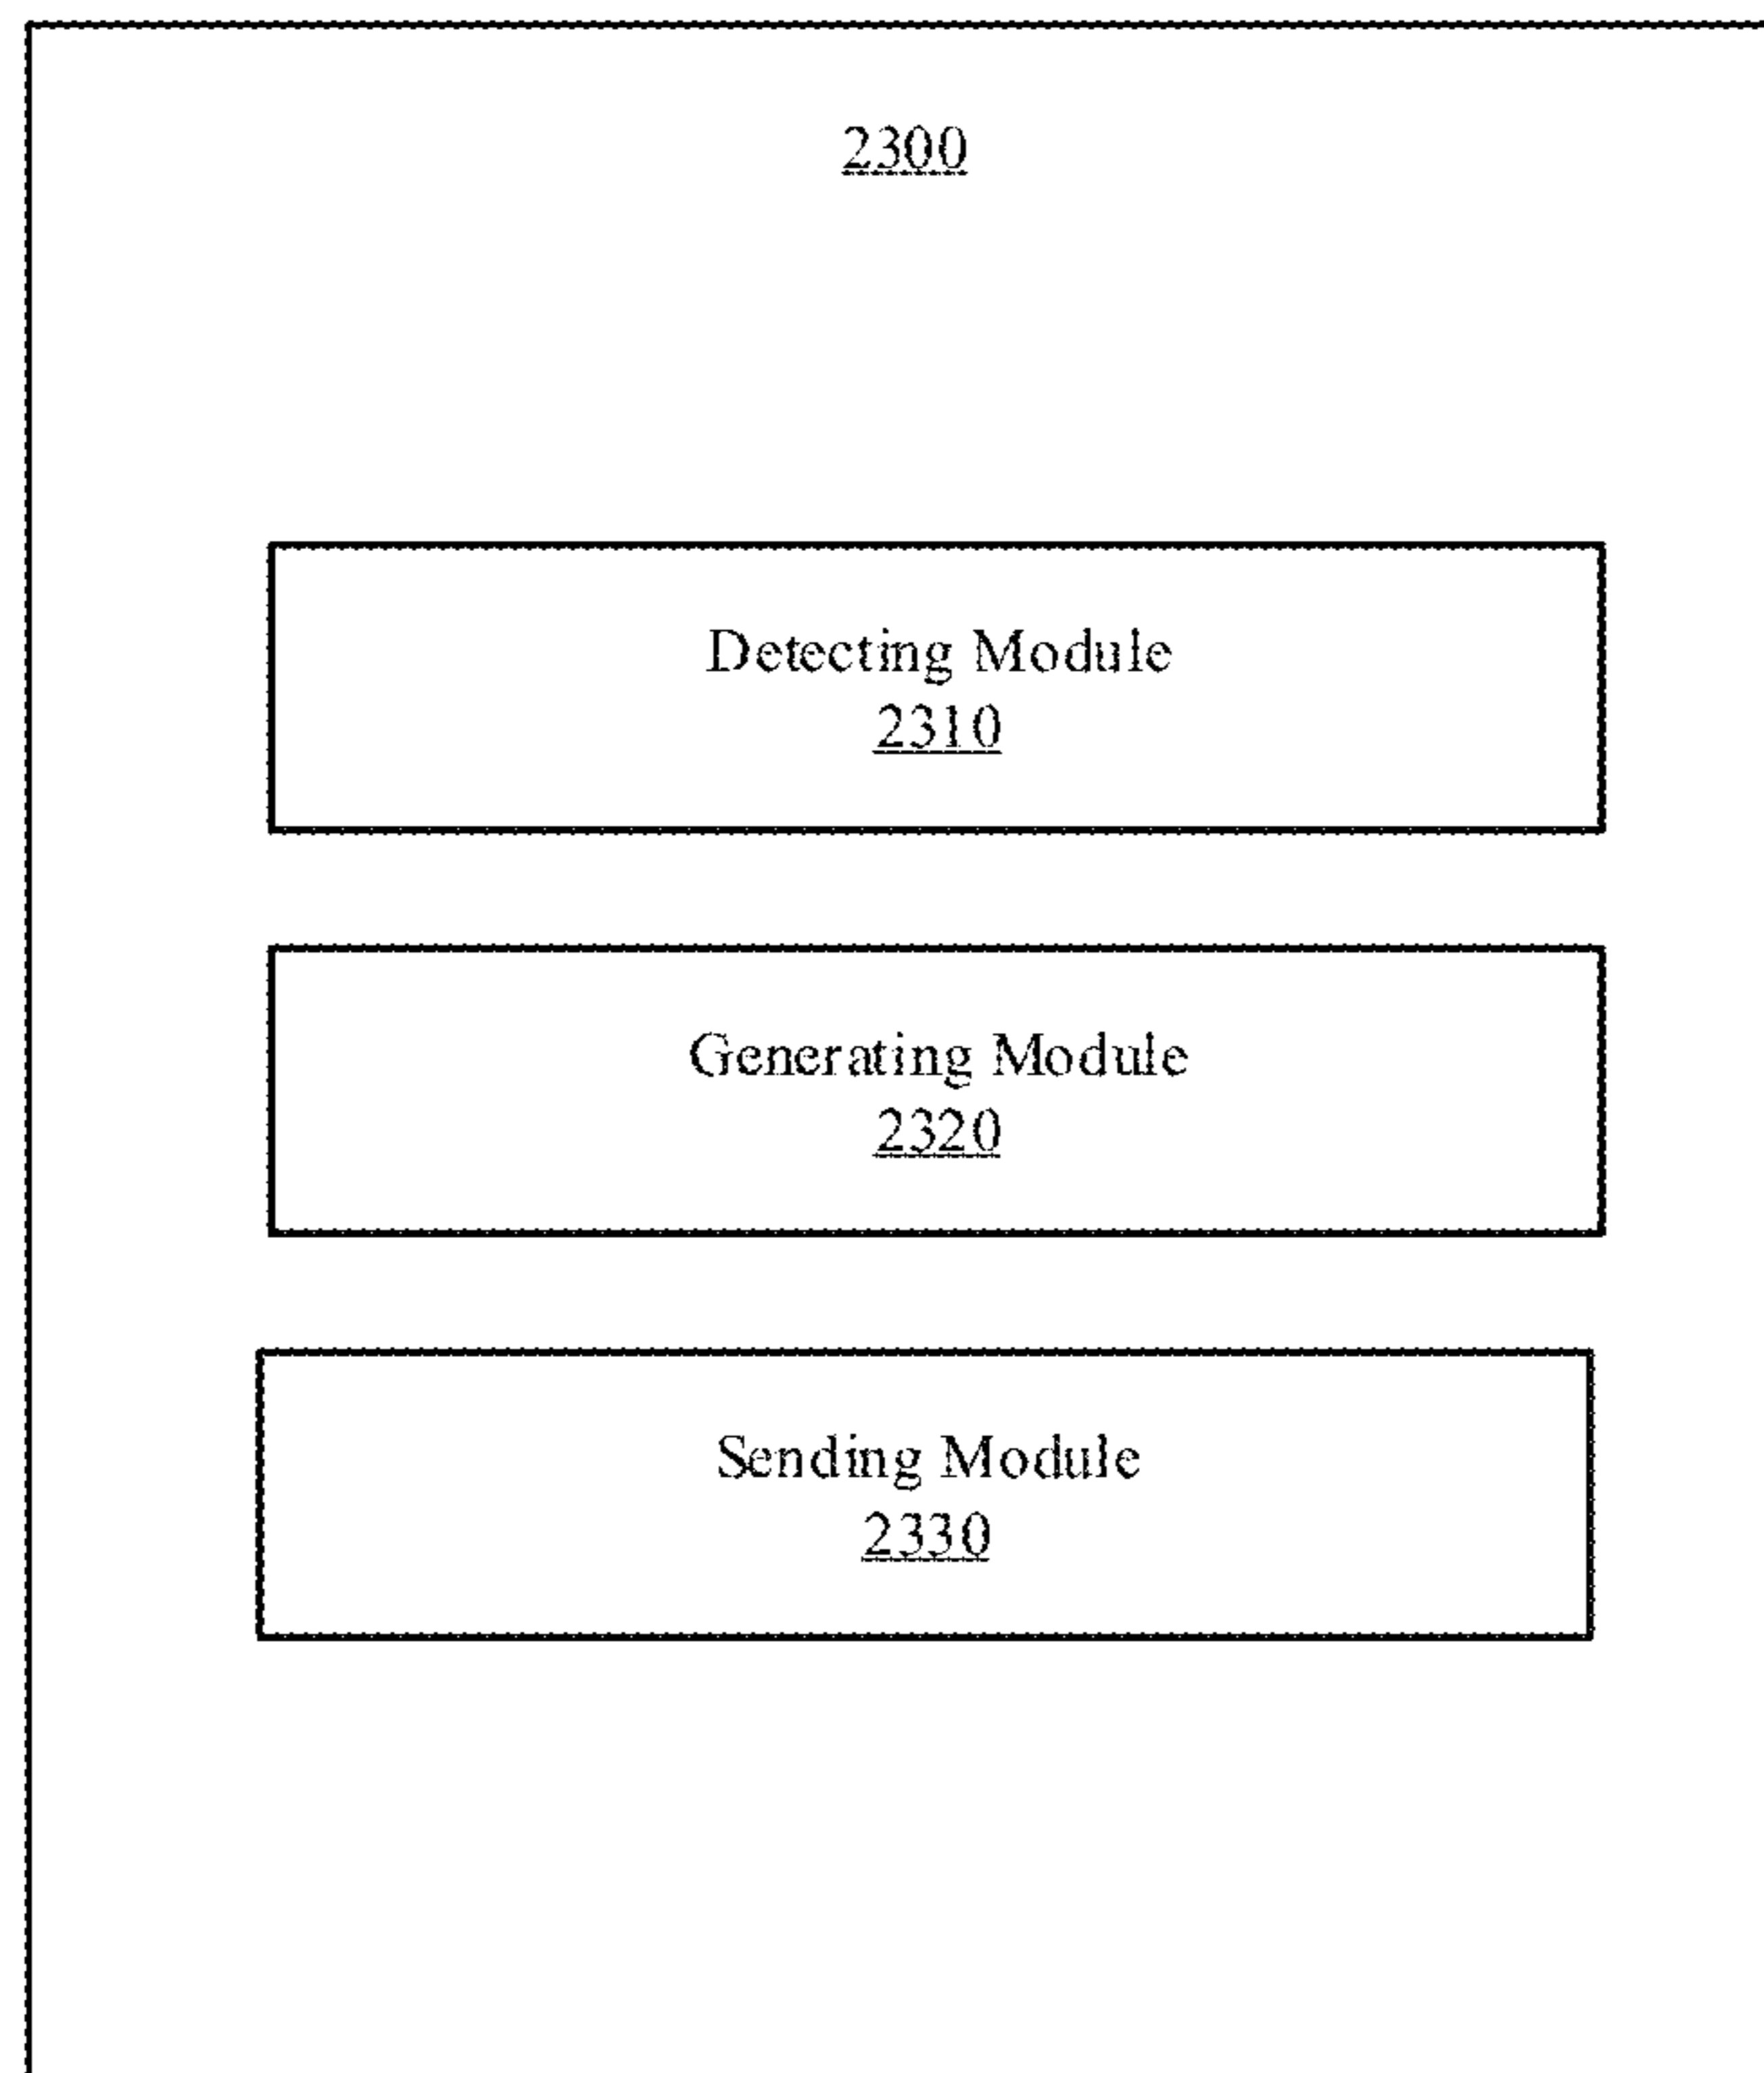 2300
Detecting Module
2310
Generating Module
2320
Sending Module
2330